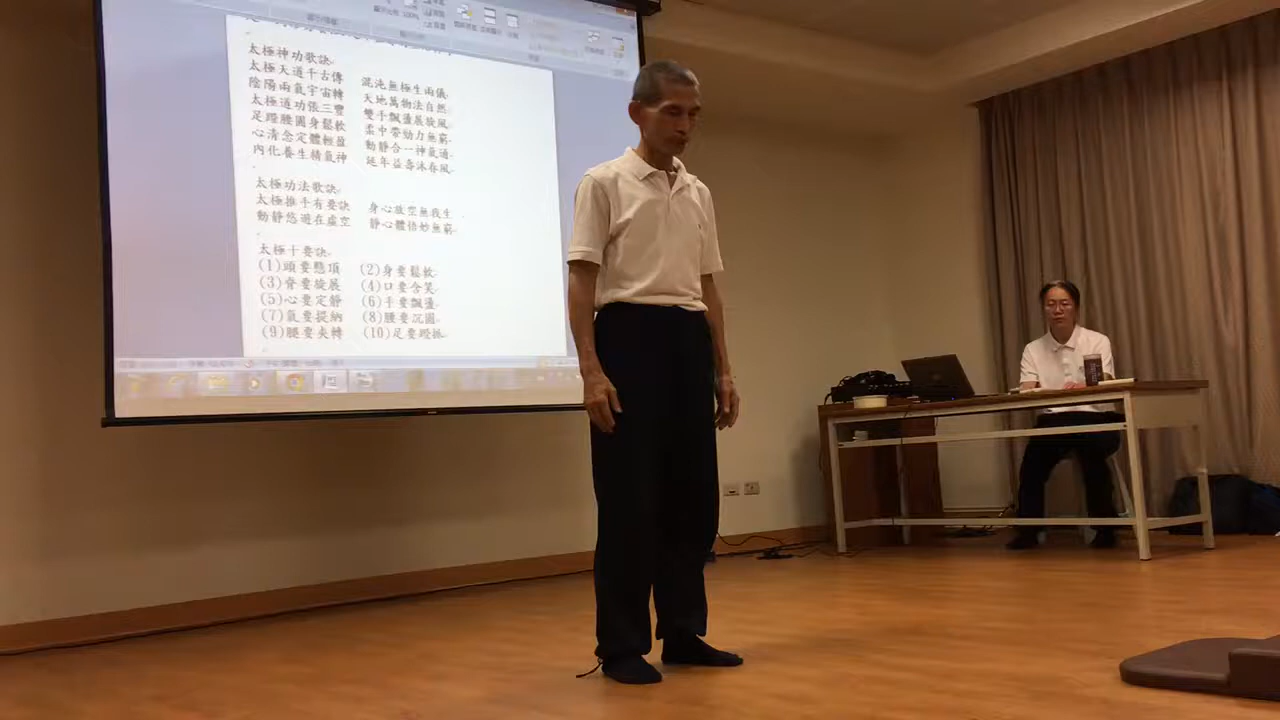 太極神功歌訣
太極天道千古傳 混沌無極生兩儀
陰陽兩氣宇宙轉 天地萬物法自然
太極道功張三豐 雙手飄盪展旋風
足蹬腰圓身鬆軟 柔中帶勁力無窮
心清念定體輕盈 動靜合一神氣通
內化養生精氣神 延年益壽沐春風
太極功法歌訣
太極推手有要訣 身心放空無我生
動靜悠遊在虛空 靜心體悟妙無窮
太極十要訣
(1)頭要懸頂 (2)身要鬆軟
(3)脊要旋展 (4)口要含笑
(5)心要定靜 (6)手要飄盪
(7)氣要提納 (8)腰要沉圓
(9)腿要夾轉 (10)足要蹬